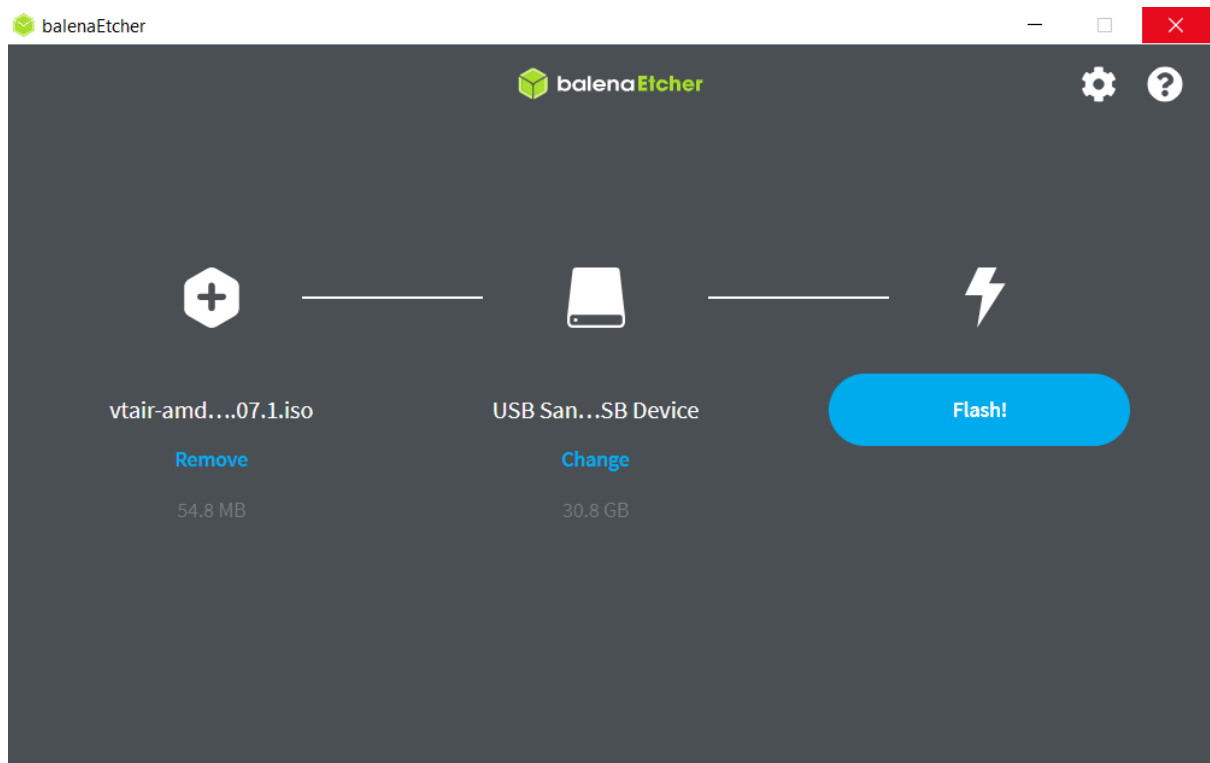 balenaEtcher
balenaEtcher
vtair-amd....07.1.iso
USB San...SB Device
Flash!
Remove
Change
54.8 MB
30.8 GB